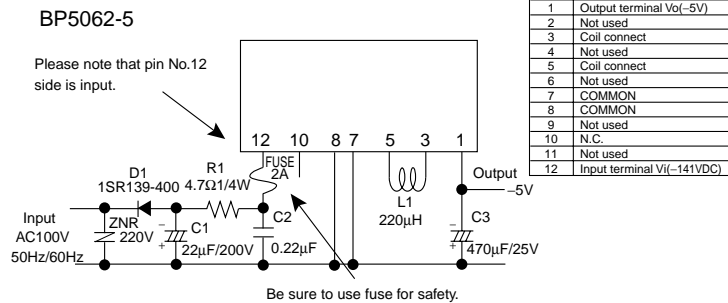 BP5062-5
Please note that pin No.12
side is input.
12 10 8 7 5 3 1
FUSE
2A
D1
1SR139-400
R1
4.7Ω1/4W
L1
220μH
Output
−5V
Input
AC100V
50Hz/60Hz
ZNR
220V
−
+
C1
22μF/200V
C2
0.22μF
−
+
C3
470μF/25V
Be sure to use fuse for safety.
1 Output terminal Vo(−5V)
2 Not used
3 Coil connect
4 Not used
5 Coil connect
6 Not used
7 COMMON
8 COMMON
9 Not used
10 N.C.
11 Not used
12 Input terminal Vi(−141VDC)